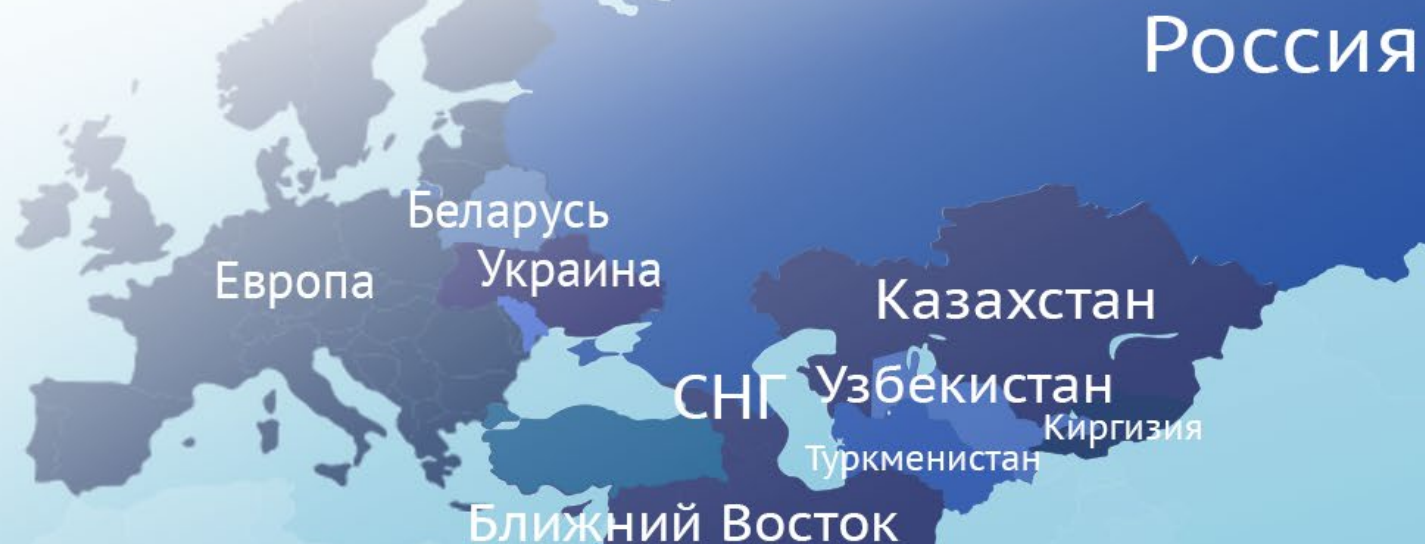 Россия
Беларусь
Украина
Европа
Казахстан
СНГ
Узбекистан
Киргизия
Туркменистан
Ближний Восток